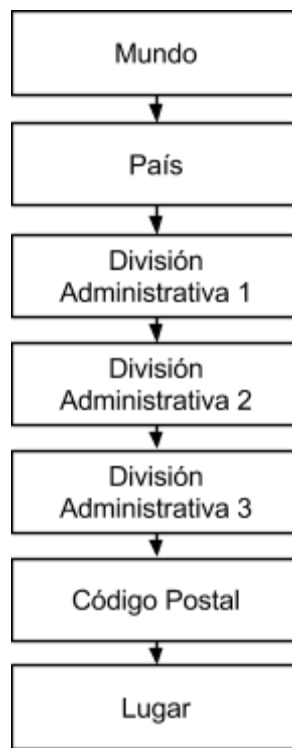 Mundo
País
División
Administrativa 1
División
Administrativa 2
División
Administrativa 3
Código Postal
Lugar